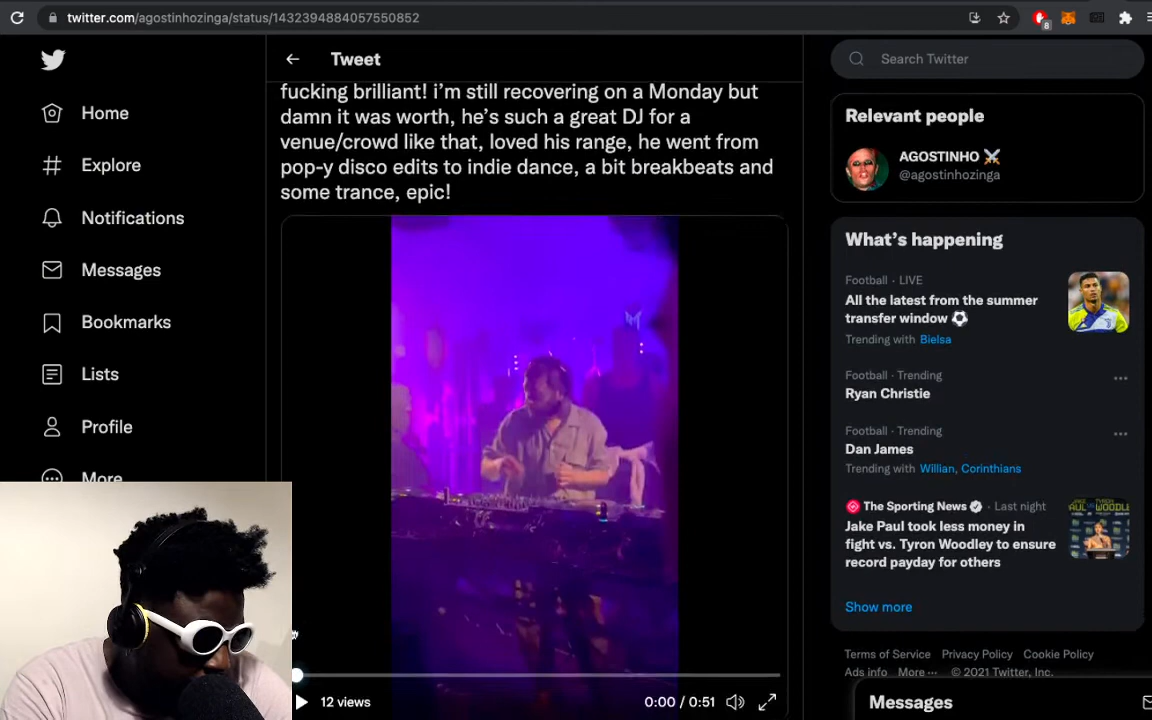 twitter.com/agostinhozinga/status/1432394884057550852
8
Home
Explore
Notifications
Messages
Bookmarks
Lists
Profile
More
Tweet
fucking brilliant! i'm still recovering on a Monday but
damn it was worth, he's such a great DJ for a
venue/crowd like that, loved his range, he went from
pop-y disco edits to indie dance, a bit breakbeats and
some trance, epic!
12 views
0:00 / 0:51
Search Twitter
Relevant people
AGOSTINHO
@agostinhozinga
What's happening
Football · LIVE
All the latest from the summer
transfer window
Trending with Bielsa
Football · Trending
Ryan Christie
Football · Trending
Dan James
Trending with Willian, Corinthians
The Sporting News · Last night
Jake Paul took less money in
fight vs. Tyron Woodley to ensure
record payday for others
Show more
Terms of Service Privacy Policy Cookie Policy
Ads info More ··· © 2021 Twitter, Inc.
Messages